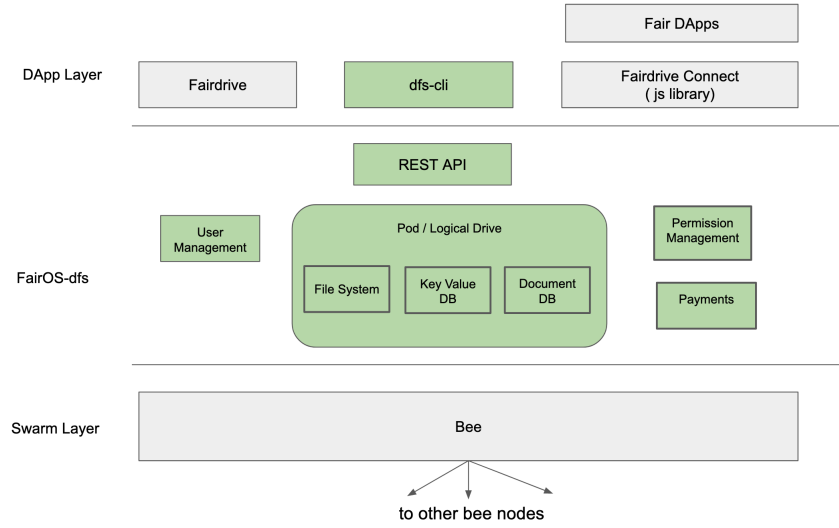 Fair DApps
DApp Layer
Fairdrive
dfs-cli
Fairdrive Connect
( js library)
REST API
User
Management
Pod / Logical Drive
Permission
Management
FairOS-dfs
File System
Key Value
DB
Document
DB
Payments
Swarm Layer
Bee
to other bee nodes